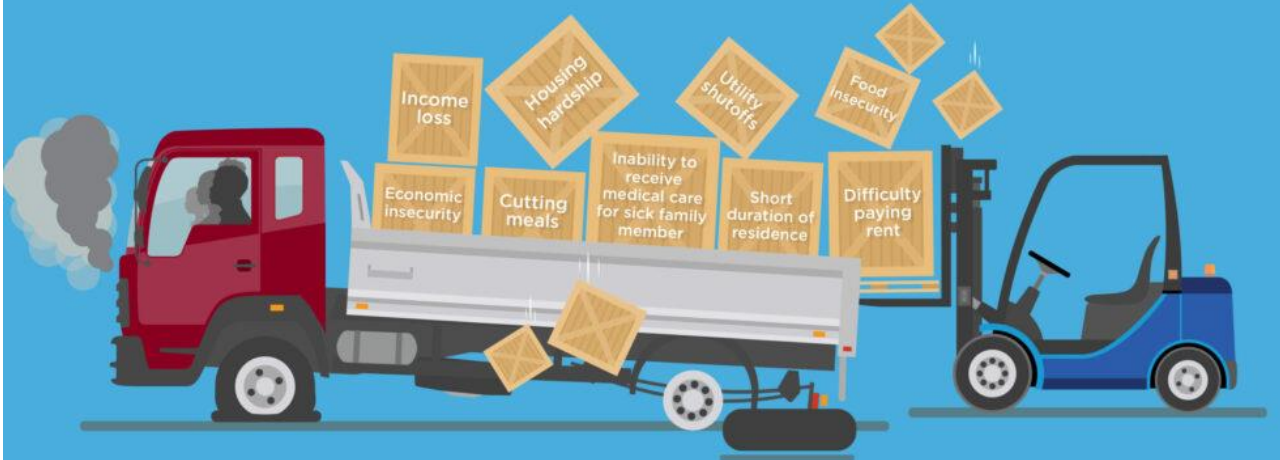 Income
loss
Housing
hardship
Utility
shutoffs
Food
insecurity
Economic
insecurity
Cutting
meals
Inability to
receive
medical care
for sick family
member
Short
duration of
residence
Difficulty
paying
rent